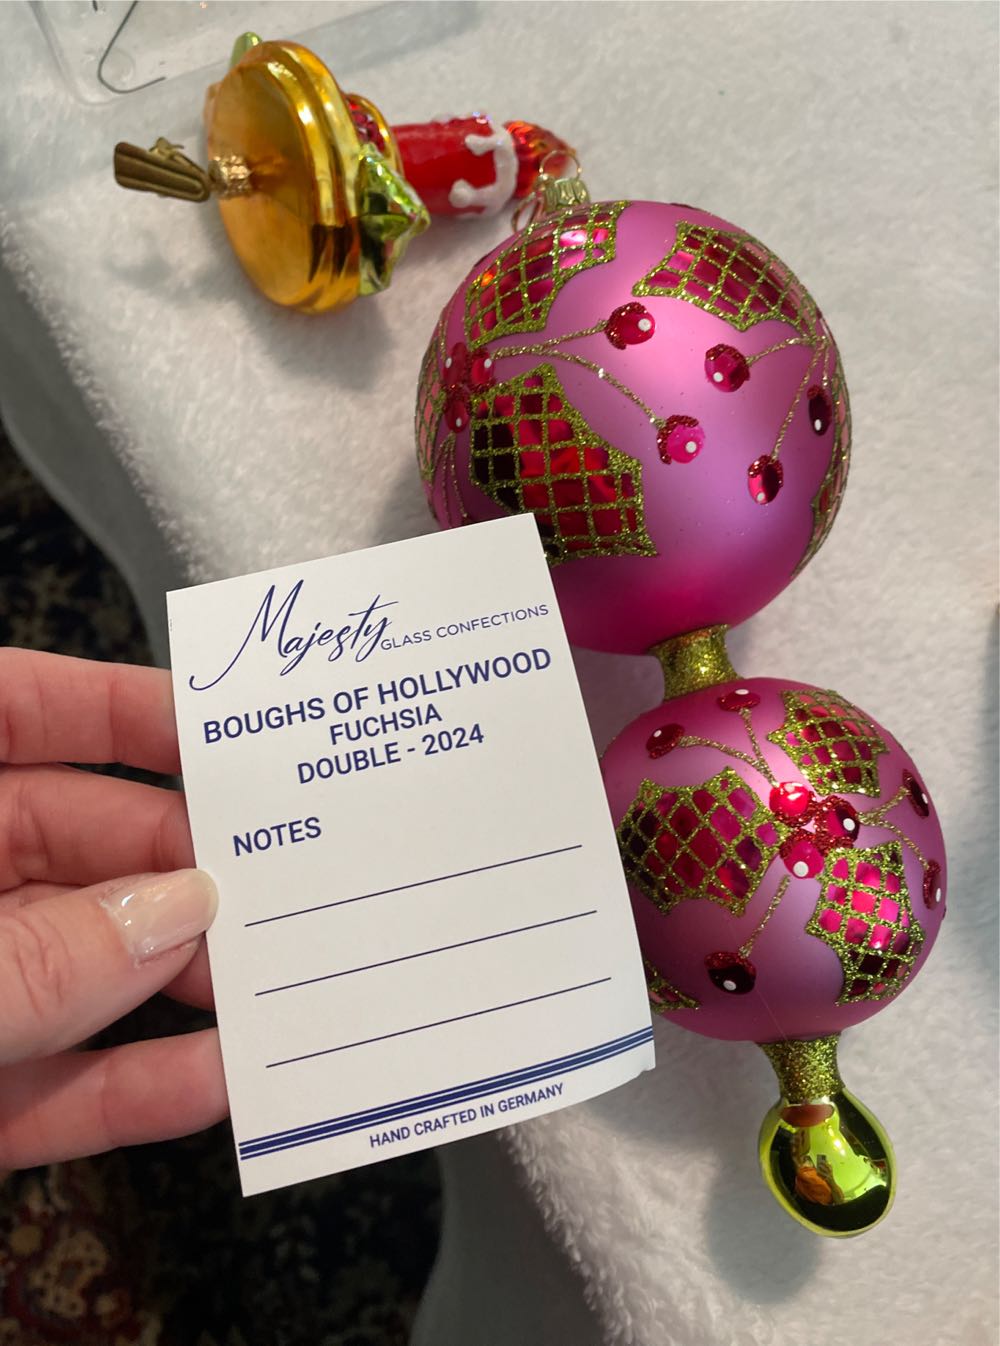 Majesty GLASS CONFECTIONS
BOUGHS OF HOLLYWOOD
FUCHSIA
DOUBLE - 2024
NOTES
HAND CRAFTED IN GERMANY